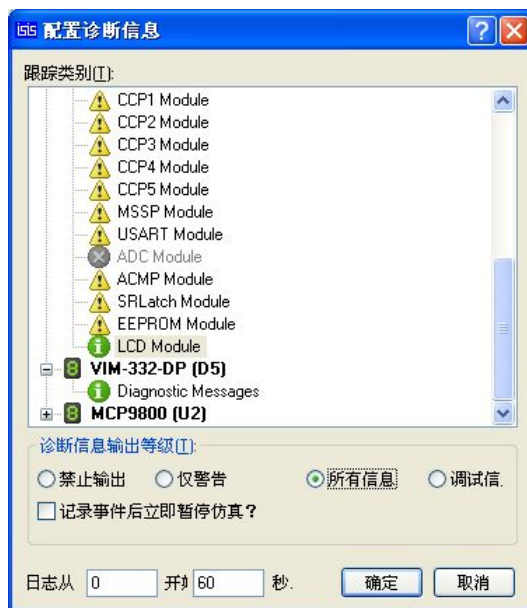 isis 配置诊断信息
跟踪类别(T):
CCP1 Module
CCP2 Module
CCP3 Module
CCP4 Module
CCP5 Module
MSSP Module
USART Module
ADC Module
ACMP Module
SRLatch Module
EEPROM Module
LCD Module
VIM-332-DP (D5)
Diagnostic Messages
MCP9800 (U2)
诊断信息输出等级(T):
禁止输出 仅警告 所有信息 调试信.
记录事件后立即暂停仿真?
日志从 0 开 60 秒. 确定 取消